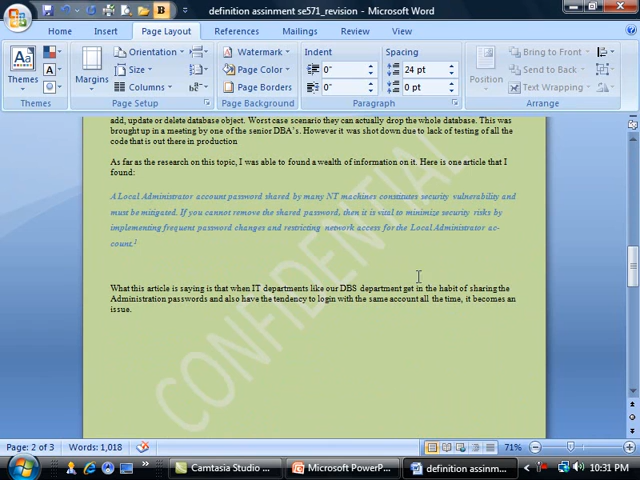 definition assinment se571_revision - Microsoft Word
Home Insert Page Layout References Mailings Review View
Orientation Watermark Indent Spacing Bring to Front
Size Page Color 0" 24 pt Send to Back
Themes Margins Page Borders 0" 0 pt Position Text Wrapping
Themes Page Setup Page Background Paragraph Arrange
add, update or delete database object. Worst case scenario they can actually drop the whole database. This was
brought up in a meeting by one of the senior DBA's. However it was shot down due to lack of testing of all the
code that is out there in production
As far as the research on this topic, I was able to found a wealth of information on it. Here is one article that I
found:
A Local Administrator account password shared by many NT machines constitutes security vulnerability and
must be mitigated. If you cannot remove the shared password, then it is vital to minimize security risks by
implementing frequent password changes and restricting network access for the Local Administrator ac-
count.1
What this article is saying is that when IT departments like our DBS department get in the habit of sharing the
Administration passwords and also have the tendency to login with the same account all the time, it becomes an
issue.
CONFIDENTIAL
Page: 2 of 3 Words: 1,018 71%
Start Camtasia Studio ... Microsoft PowerP... definition assinm... 10:31 PM